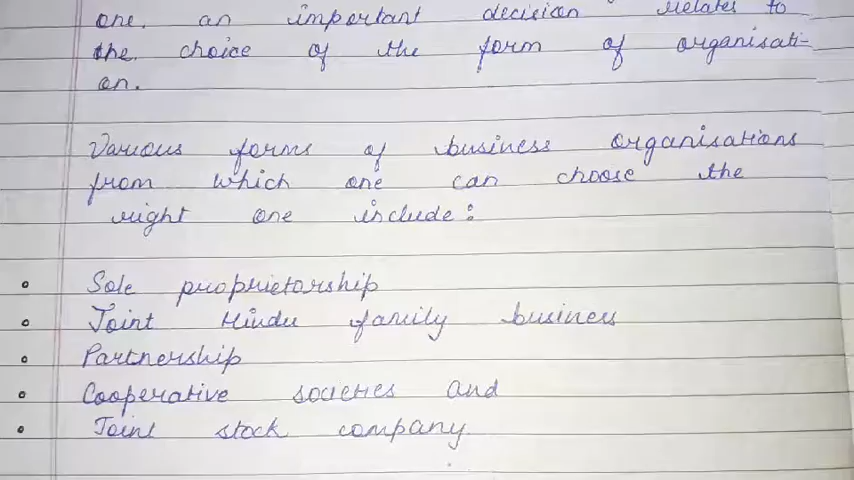 one. an important decision relates to
the choice of the form of organisati-
on.
Various forms of business organisations
from which one can choose the
right one include:
• Sole proprietorship
• Joint Hindu family business
• Partnership
• Cooperative societies and
• Joint stock company